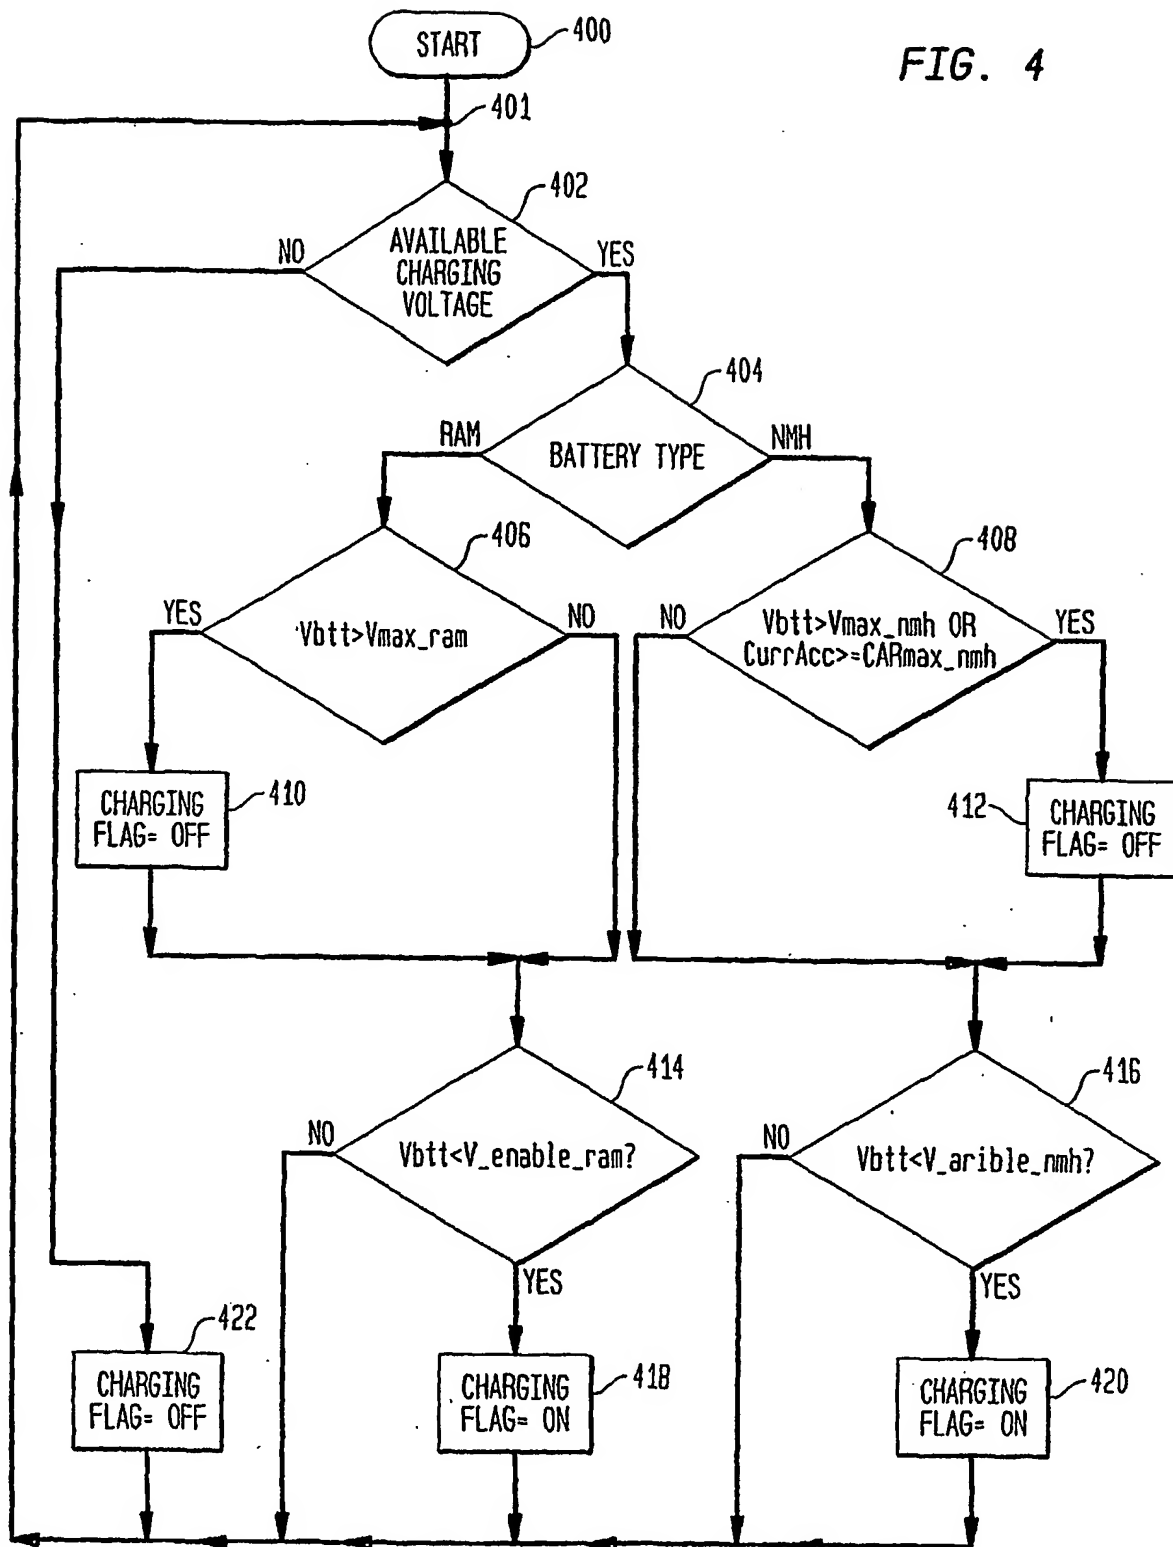 FIG. 4
START
400
401
402
AVAILABLE
CHARGING
VOLTAGE
NO
YES
404
BATTERY TYPE
RAM
NMH
406
Vbtt>Vmax_ram
YES
NO
408
Vbtt>Vmax_nmh OR
CurrAcc>=CARmax_nmh
NO
YES
CHARGING
FLAG= OFF
410
412
CHARGING
FLAG= OFF
414
Vbtt<V_enable_ram?
NO
YES
416
Vbtt<V_arible_nmh?
NO
YES
422
CHARGING
FLAG= OFF
CHARGING
FLAG= ON
418
CHARGING
FLAG= ON
420